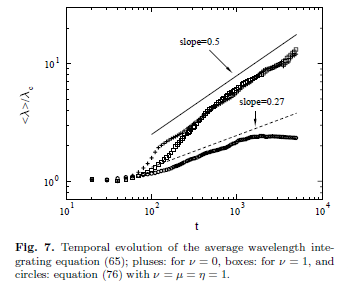 slope=0.5
10¹
<λ>/λ_c
slope=0.27
10⁰
10¹ 10² 10³ 10⁴
t
Fig. 7. Temporal evolution of the average wavelength inte-
grating equation (65); pluses: for ν = 0, boxes: for ν = 1, and
circles: equation (76) with ν = μ = η = 1.